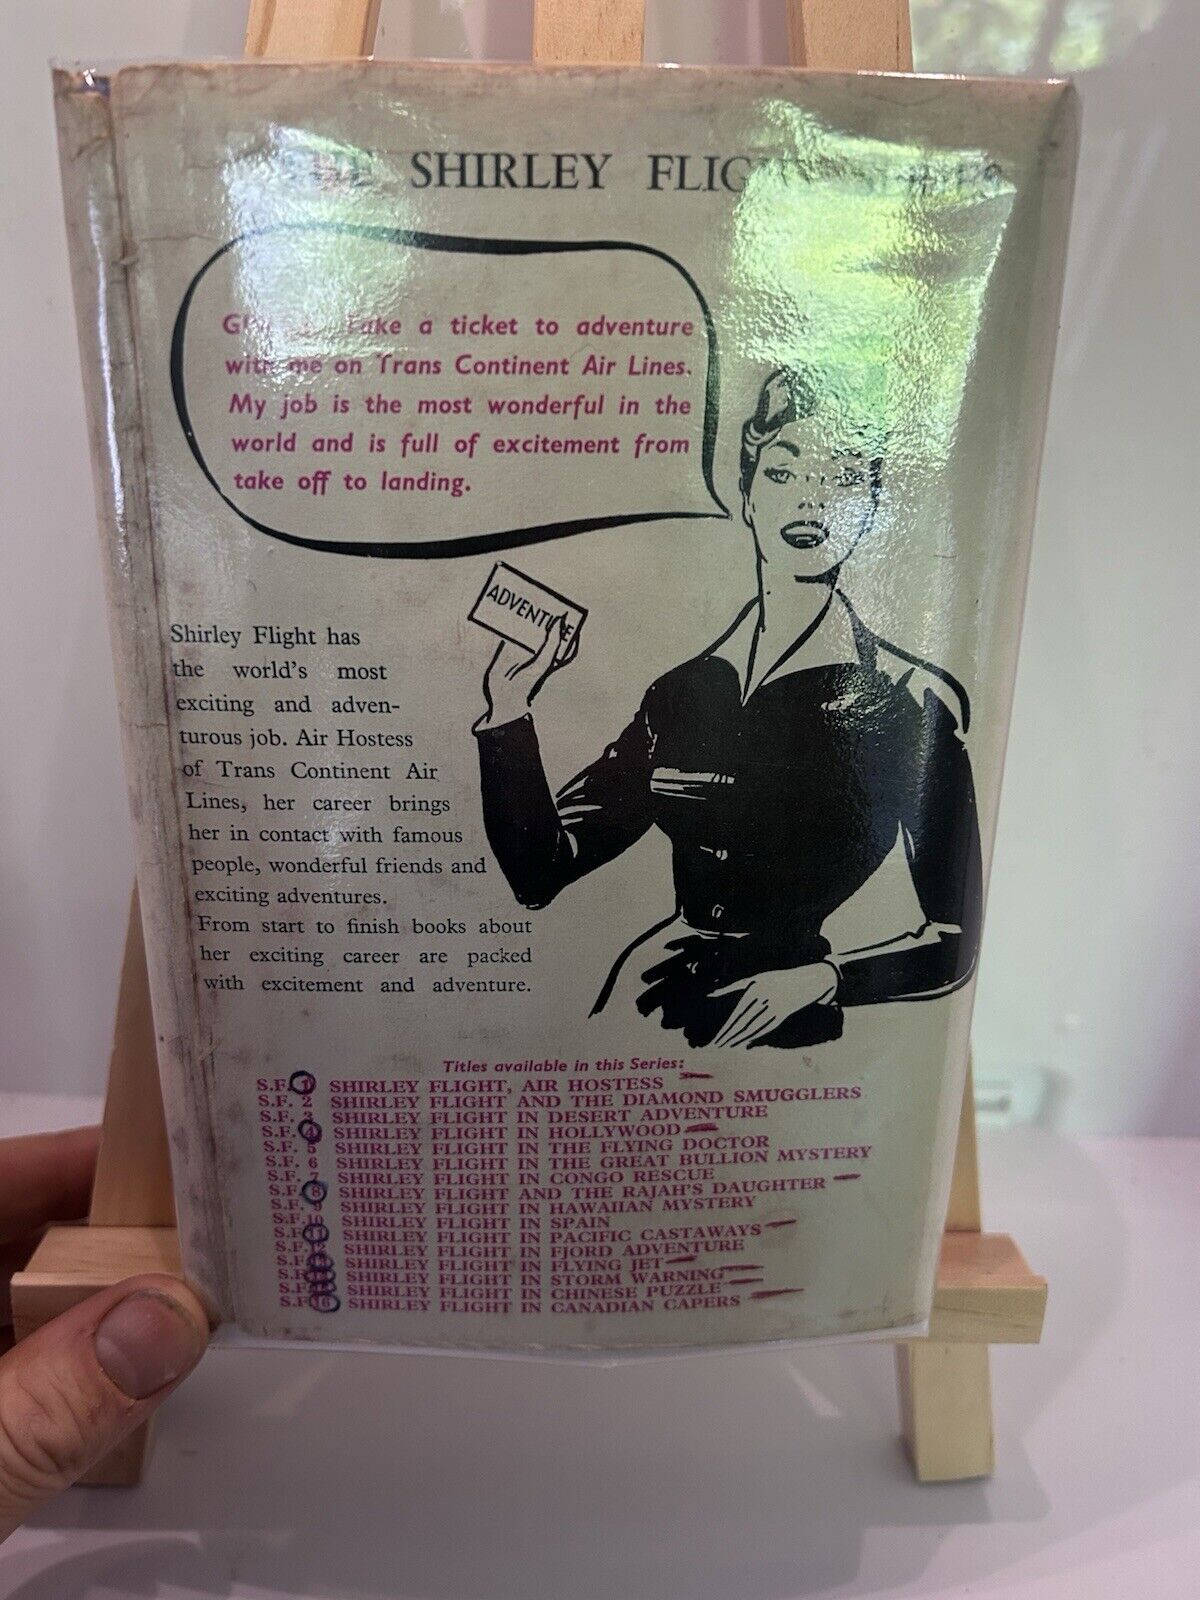 THE SHIRLEY
Take a ticket to adventure
with me on Trans Continent Air Lines.
My job is the most wonderful in the
world and is full of excitement from
take off to landing.
ADVENTURE
Shirley Flight has
the world's most
exciting and adven-
turous job. Air Hostess
of Trans Continent Air
Lines, her career brings
her in contact with famous
people, wonderful friends and
exciting adventures.
From start to finish books about
her exciting career are packed
with excitement and adventure.
Titles available in this Series:
S.F. 1 SHIRLEY FLIGHT, AIR HOSTESS
S.F. 2 SHIRLEY FLIGHT AND THE DIAMOND SMUGGLERS
S.F. 3 SHIRLEY FLIGHT IN DESERT ADVENTURE
S.F. 4 SHIRLEY FLIGHT IN HOLLYWOOD
S.F. 5 SHIRLEY FLIGHT IN THE FLYING DOCTOR
S.F. 6 SHIRLEY FLIGHT IN THE GREAT BULLION MYSTERY
S.F. 7 SHIRLEY FLIGHT IN CONGO RESCUE
S.F. 8 SHIRLEY FLIGHT AND THE RAJAH'S DAUGHTER
S.F. 9 SHIRLEY FLIGHT IN HAWAIIAN MYSTERY
S.F. 10 SHIRLEY FLIGHT IN SPAIN
S.F. 11 SHIRLEY FLIGHT IN PACIFIC CASTAWAYS
S.F. SHIRLEY FLIGHT IN FJORD ADVENTURE
S.F. SHIRLEY FLIGHT IN FLYING JET
S.F. SHIRLEY FLIGHT IN STORM WARNING
S.F. SHIRLEY FLIGHT IN CHINESE PUZZLE
S.F. 16 SHIRLEY FLIGHT IN CANADIAN CAPERS